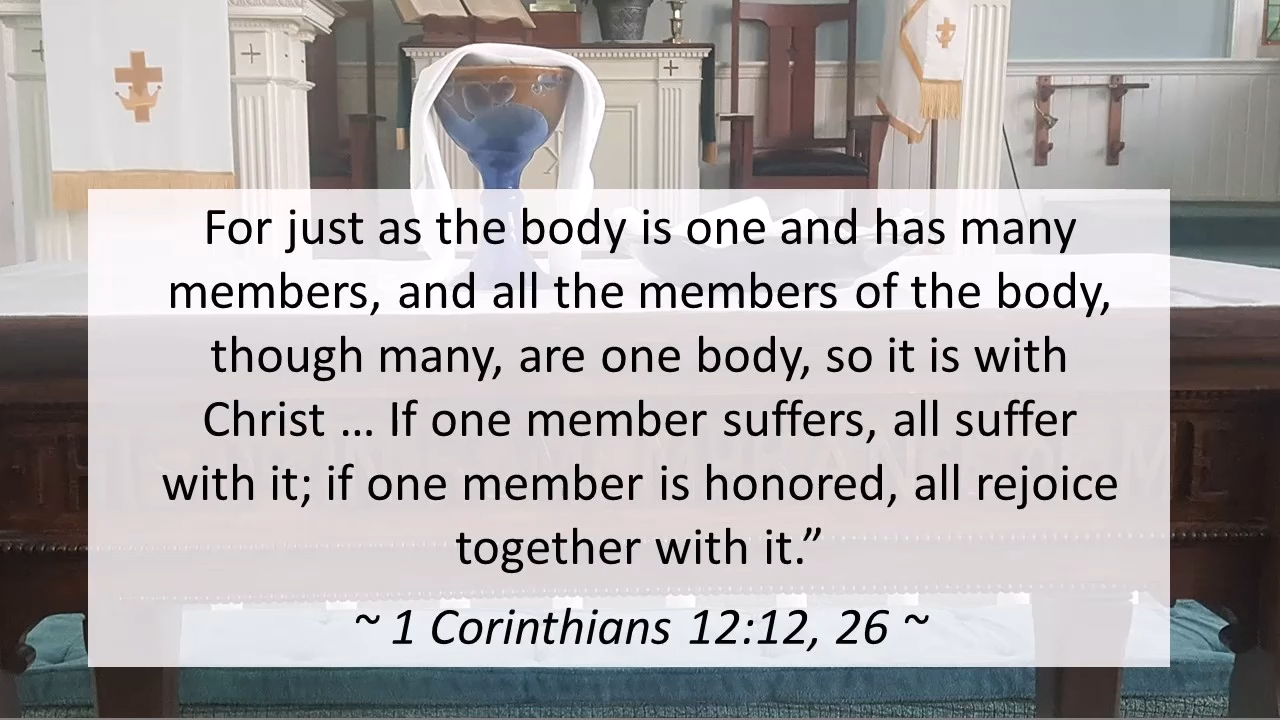 For just as the body is one and has many
members, and all the members of the body,
though many, are one body, so it is with
Christ … If one member suffers, all suffer
with it; if one member is honored, all rejoice
together with it.”
~ 1 Corinthians 12:12, 26 ~